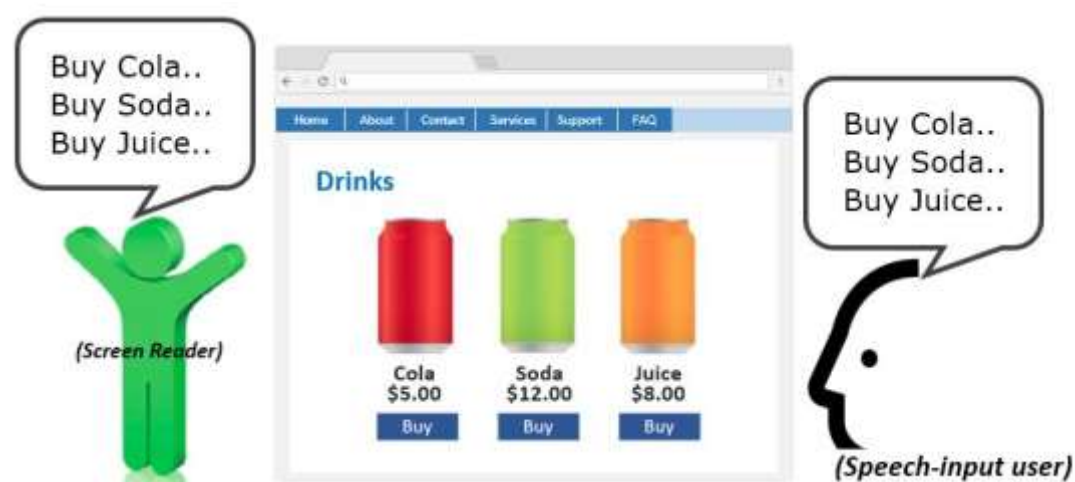 Buy Cola..
Buy Soda..
Buy Juice..
(Screen Reader)
Home About Contact Services Support FAQ
Drinks
Cola Soda Juice
$5.00 $12.00 $8.00
Buy Buy Buy
Buy Cola..
Buy Soda..
Buy Juice..
(Speech-input user)